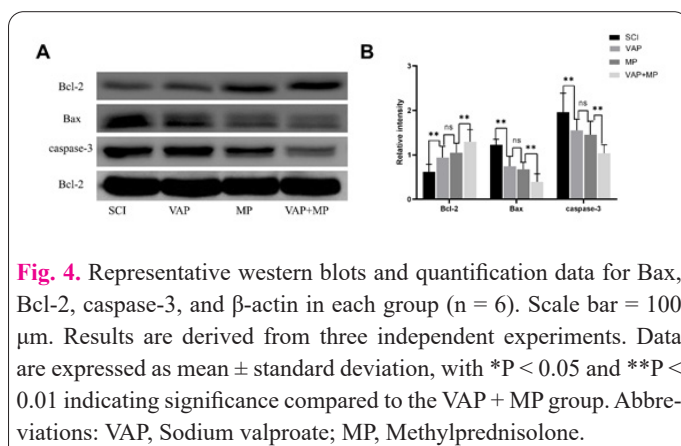 A
Bcl-2
Bax
caspase-3
Bcl-2
SCI VAP MP VAP+MP
B
SCI
VAP
MP
VAP+MP
Relative intensity
3
2
1
0
** ns ** ** ns ** ** ns **
Bcl-2 Bax caspase-3
Fig. 4. Representative western blots and quantification data for Bax,
Bcl-2, caspase-3, and β-actin in each group (n = 6). Scale bar = 100
μm. Results are derived from three independent experiments. Data
are expressed as mean ± standard deviation, with *P < 0.05 and **P <
0.01 indicating significance compared to the VAP + MP group. Abbre-
viations: VAP, Sodium valproate; MP, Methylprednisolone.